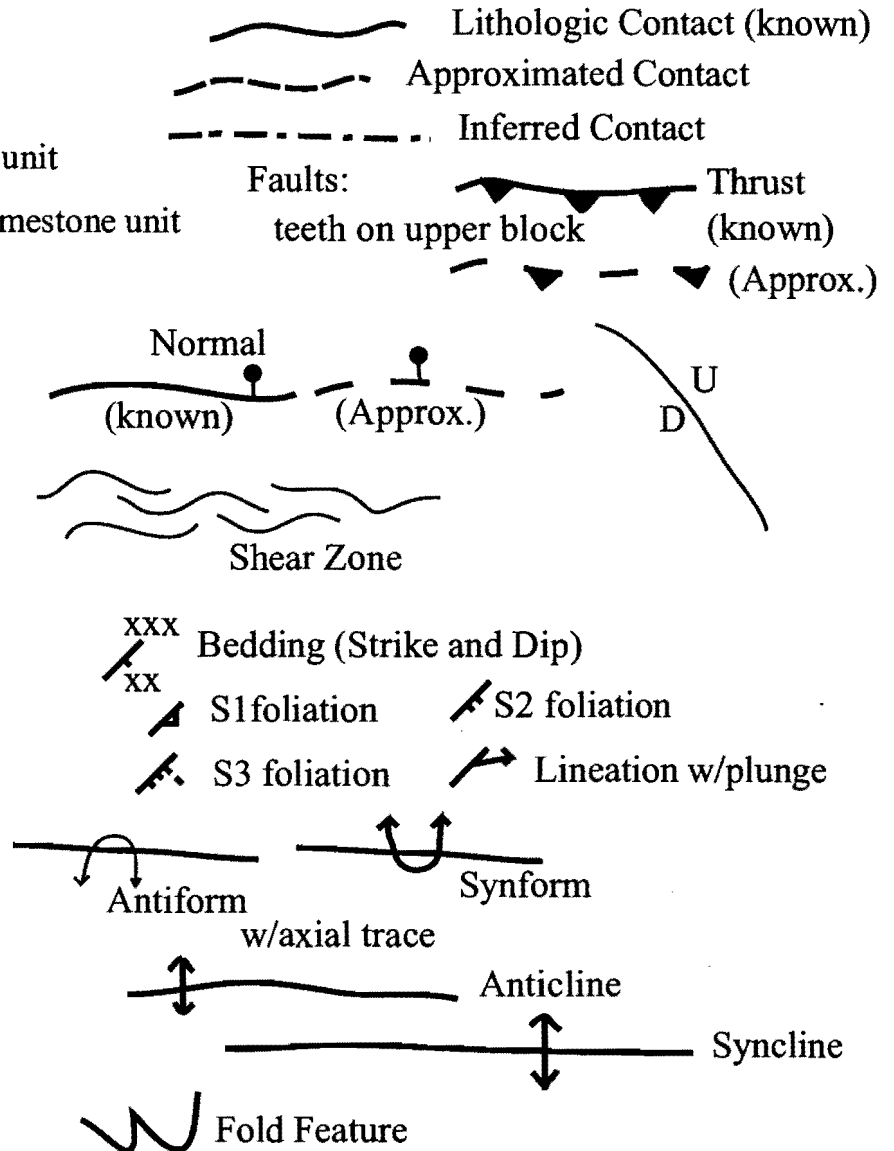 Lithologic Contact (known)
Approximated Contact
Inferred Contact
unit
Faults:
Thrust
mestone unit
teeth on upper block
(known)
(Approx.)
Normal
U
(known)
(Approx.)
D
Shear Zone
xxx
Bedding (Strike and Dip)
xx
S1foliation
S2 foliation
S3 foliation
Lineation w/plunge
Antiform
Synform
w/axial trace
Anticline
Syncline
Fold Feature